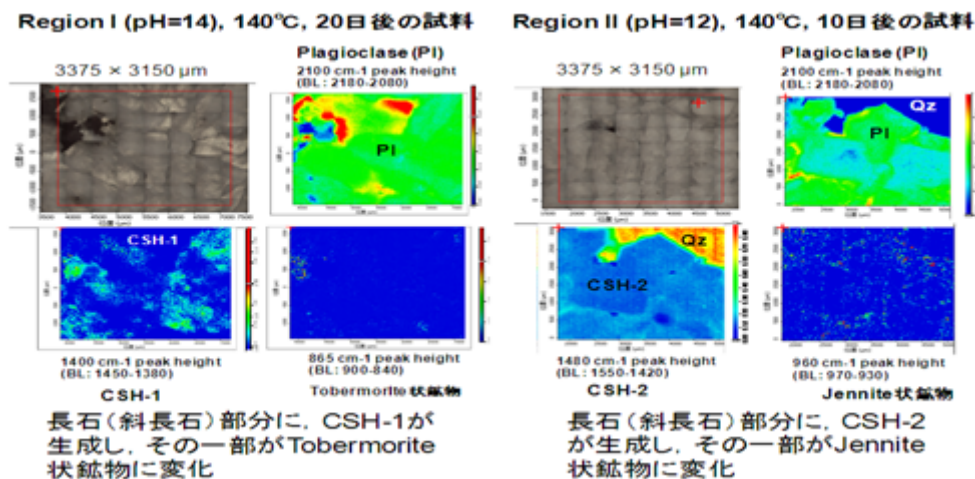 Region I (pH=14), 140℃, 20日後の試料
3375 × 3150 μm
Plagioclase (Pl)
2100 cm-1 peak height
(BL: 2180-2080)
Pl
CSH-1
1400 cm-1 peak height
(BL: 1450-1380)
CSH-1
865 cm-1 peak height
(BL: 900-840)
Tobermorite状鉱物
長石(斜長石)部分に, CSH-1が
生成し, その一部がTobermorite
状鉱物に変化
Region II (pH=12), 140℃, 10日後の試料
3375 × 3150 μm
Plagioclase (Pl)
2100 cm-1 peak height
(BL: 2180-2080)
Qz
Pl
Qz
CSH-2
1480 cm-1 peak height
(BL: 1550-1420)
CSH-2
960 cm-1 peak height
(BL: 970-930)
Jennite状鉱物
長石(斜長石)部分に, CSH-2
が生成し, その一部がJennite
状鉱物に変化